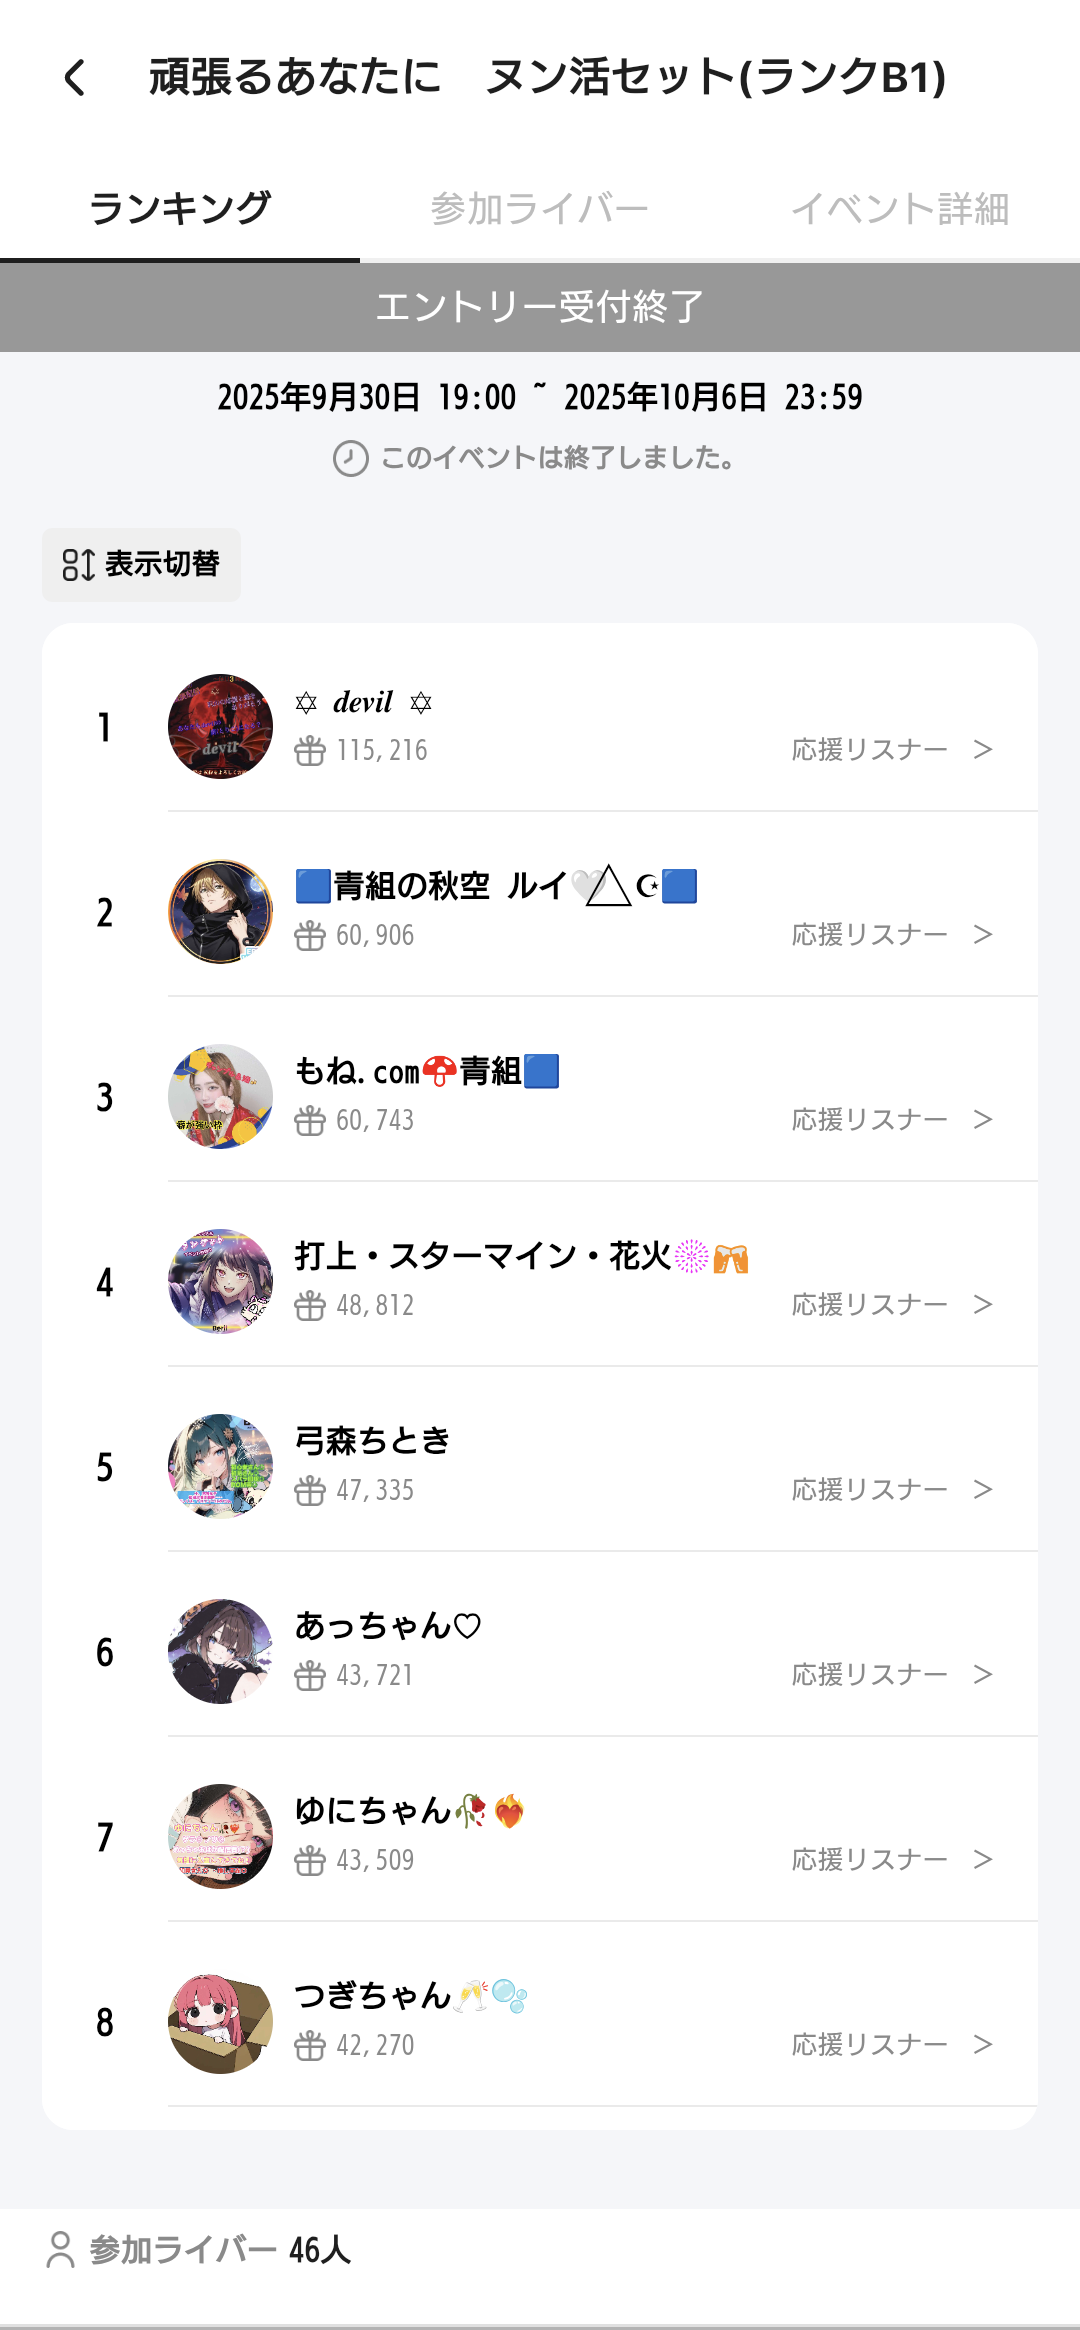 頑張るあなたに　ヌン活セット(ランクB1)
ランキング
参加ライバー
イベント詳細
エントリー受付終了
2025年9月30日 19:00 ~ 2025年10月6日 23:59
このイベントは終了しました。
表示切替
1
✡ 𝒅𝒆𝒗𝒊𝒍 ✡
115,216
応援リスナー >
2
🟦青組の秋空 ルイ🤍⃤☪🟦
60,906
応援リスナー >
3
もね.com🍄青組🟦
60,743
応援リスナー >
4
打上・スターマイン・花火🍻
48,812
応援リスナー >
5
弓森ちとき
47,335
応援リスナー >
6
あっちゃん♡
43,721
応援リスナー >
7
ゆにちゃん🥀❤️‍🔥
43,509
応援リスナー >
8
つぎちゃん🥂🫧
42,270
応援リスナー >
参加ライバー 46人